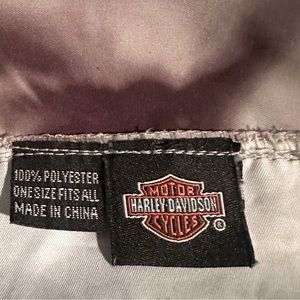 100% POLYESTER
ONE SIZE FITS ALL
MADE IN CHINA
MOTOR
HARLEY-DAVIDSON
CYCLES
®